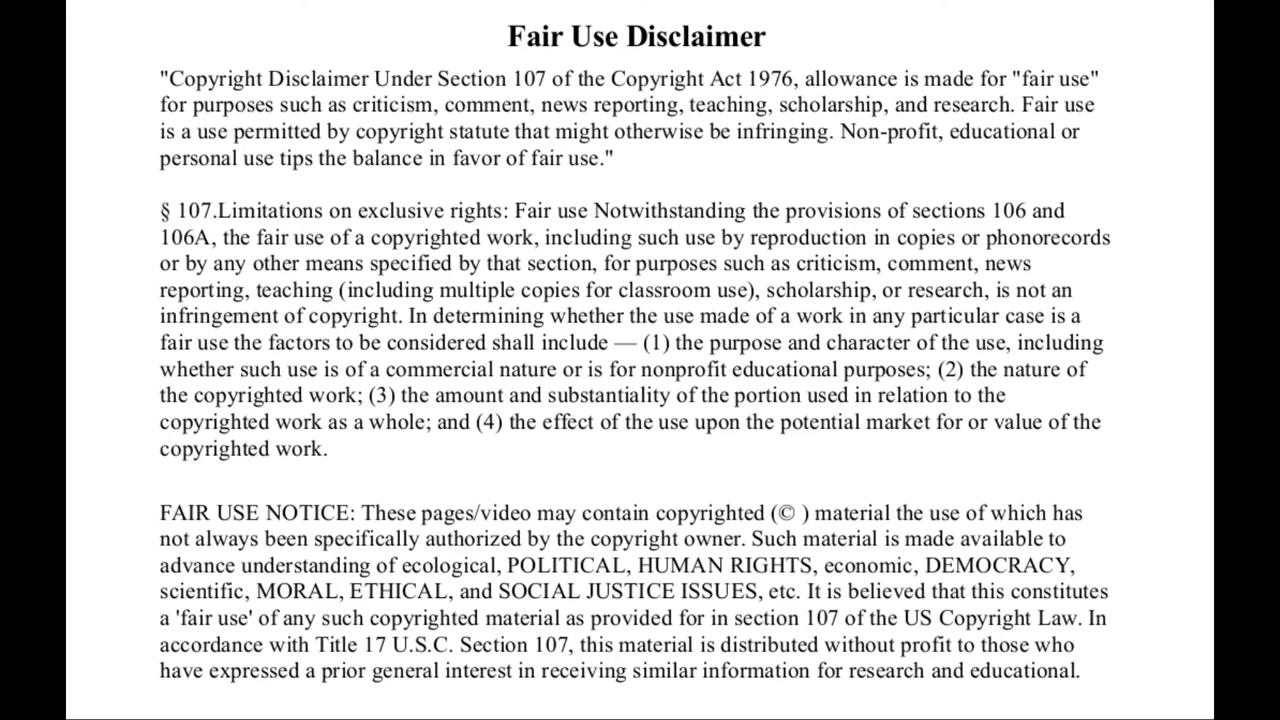 Fair Use Disclaimer
"Copyright Disclaimer Under Section 107 of the Copyright Act 1976, allowance is made for "fair use"
for purposes such as criticism, comment, news reporting, teaching, scholarship, and research. Fair use
is a use permitted by copyright statute that might otherwise be infringing. Non-profit, educational or
personal use tips the balance in favor of fair use."
§ 107.Limitations on exclusive rights: Fair use Notwithstanding the provisions of sections 106 and
106A, the fair use of a copyrighted work, including such use by reproduction in copies or phonorecords
or by any other means specified by that section, for purposes such as criticism, comment, news
reporting, teaching (including multiple copies for classroom use), scholarship, or research, is not an
infringement of copyright. In determining whether the use made of a work in any particular case is a
fair use the factors to be considered shall include — (1) the purpose and character of the use, including
whether such use is of a commercial nature or is for nonprofit educational purposes; (2) the nature of
the copyrighted work; (3) the amount and substantiality of the portion used in relation to the
copyrighted work as a whole; and (4) the effect of the use upon the potential market for or value of the
copyrighted work.
FAIR USE NOTICE: These pages/video may contain copyrighted (© ) material the use of which has
not always been specifically authorized by the copyright owner. Such material is made available to
advance understanding of ecological, POLITICAL, HUMAN RIGHTS, economic, DEMOCRACY,
scientific, MORAL, ETHICAL, and SOCIAL JUSTICE ISSUES, etc. It is believed that this constitutes
a 'fair use' of any such copyrighted material as provided for in section 107 of the US Copyright Law. In
accordance with Title 17 U.S.C. Section 107, this material is distributed without profit to those who
have expressed a prior general interest in receiving similar information for research and educational.